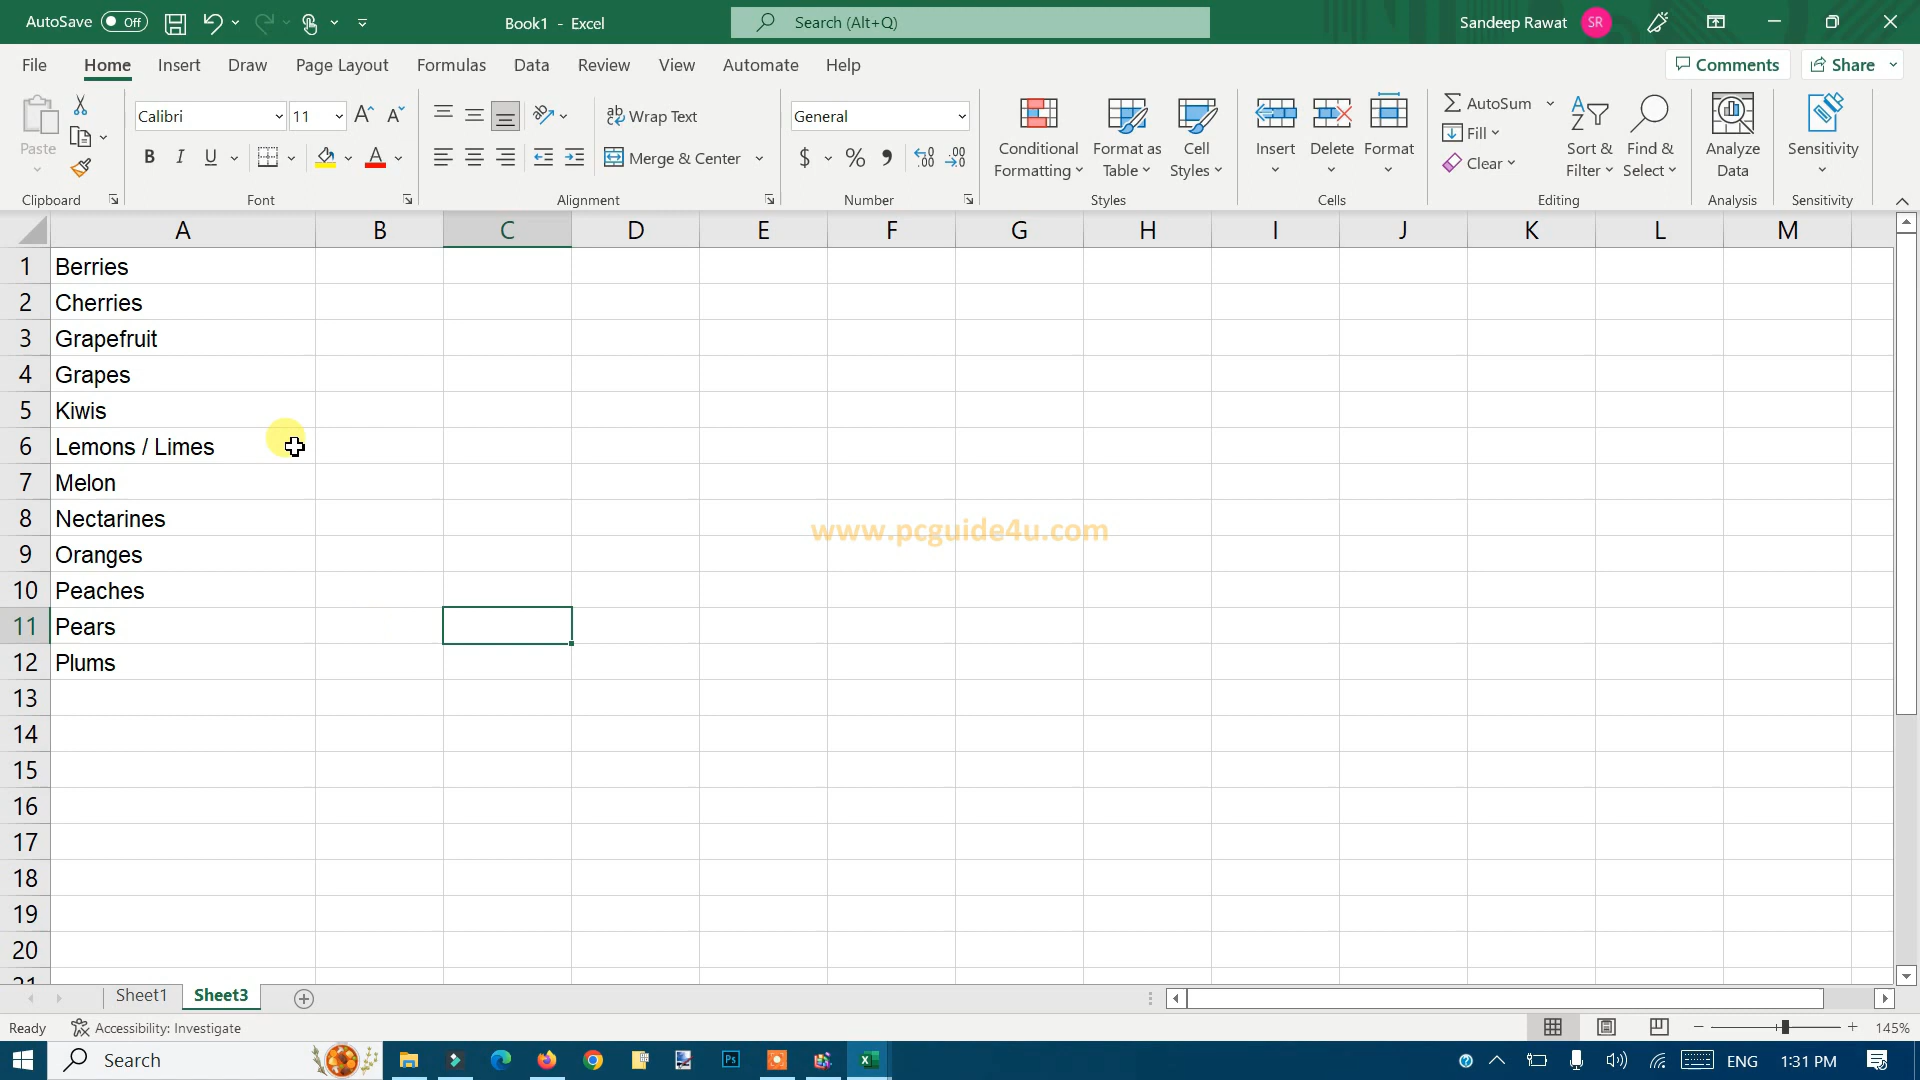 AutoSave Off Book1 - Excel Search (Alt+Q) Sandeep Rawat SR
File Home Insert Draw Page Layout Formulas Data Review View Automate Help Comments Share
Calibri 11 Wrap Text General AutoSum
Paste Conditional Formatting Format as Table Cell Styles Insert Delete Format Fill Sort & Filter Find & Select Analyze Data Sensitivity
B I U A Merge & Center $ % Clear
Clipboard Font Alignment Number Styles Cells Editing Analysis Sensitivity
A B C D E F G H I J K L M
1 Berries
2 Cherries
3 Grapefruit
4 Grapes
5 Kiwis
6 Lemons / Limes
7 Melon
8 Nectarines
www.pcguide4u.com
9 Oranges
10 Peaches
11 Pears
12 Plums
13
14
15
16
17
18
19
20
21
Sheet1 Sheet3
Ready Accessibility: Investigate 145%
Search Ps ENG 1:31 PM